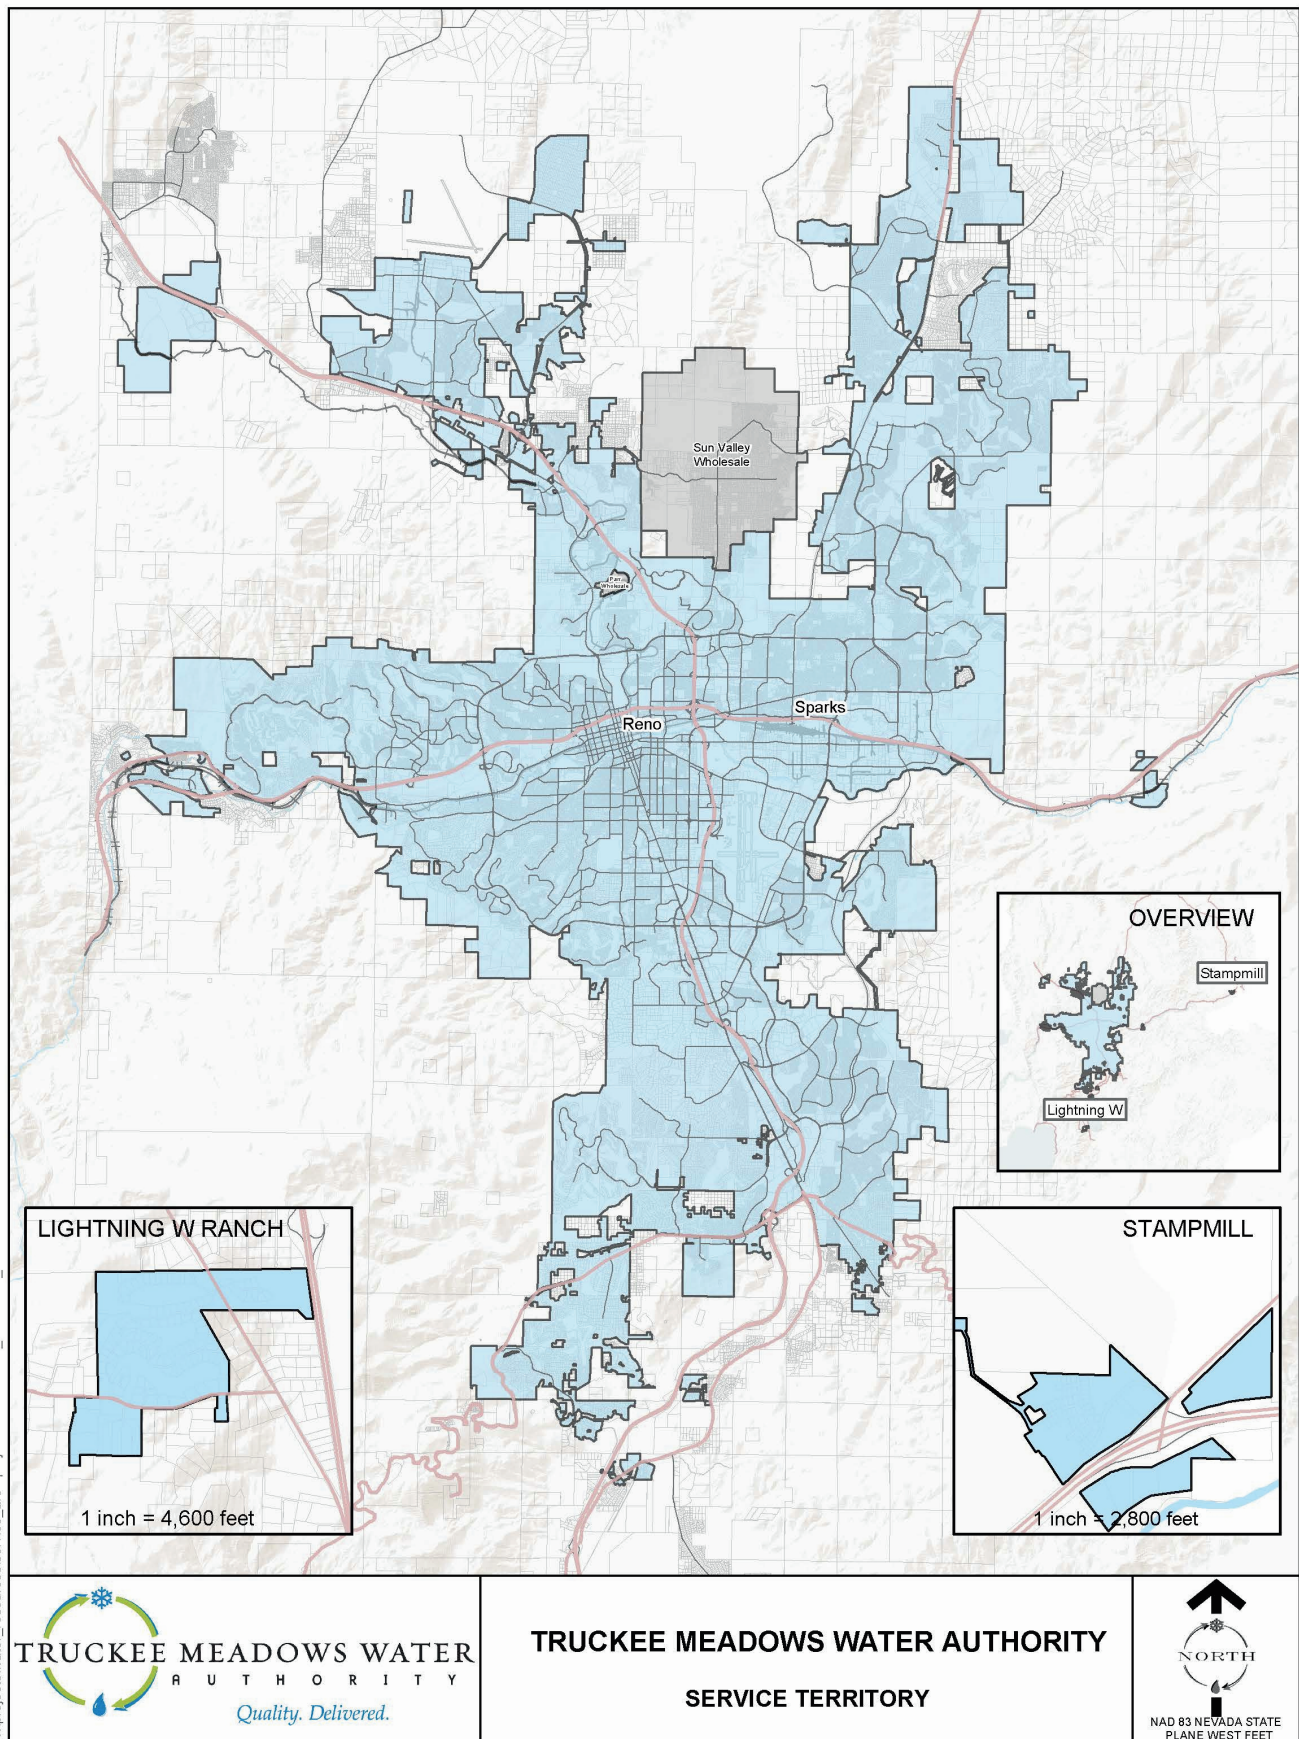 Sun Valley
Wholesale
Parr
Wholesale
Reno
Sparks
OVERVIEW
Stampmill
Lightning W
LIGHTNING W RANCH
1 inch = 4,600 feet
STAMPMILL
1 inch = 2,800 feet
TRUCKEE MEADOWS WATER
AUTHORITY
Quality. Delivered.
TRUCKEE MEADOWS WATER AUTHORITY
SERVICE TERRITORY
NORTH
NAD 83 NEVADA STATE
PLANE WEST FEET